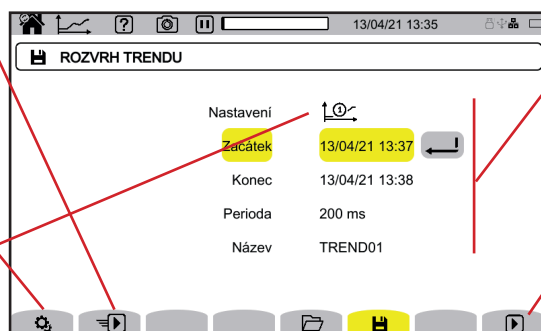 13/04/21 13:35
ROZVRH TRENDU
Nastavení 1
Začátek 13/04/21 13:37
Konec 13/04/21 13:38
Perioda 200 ms
Název TREND01